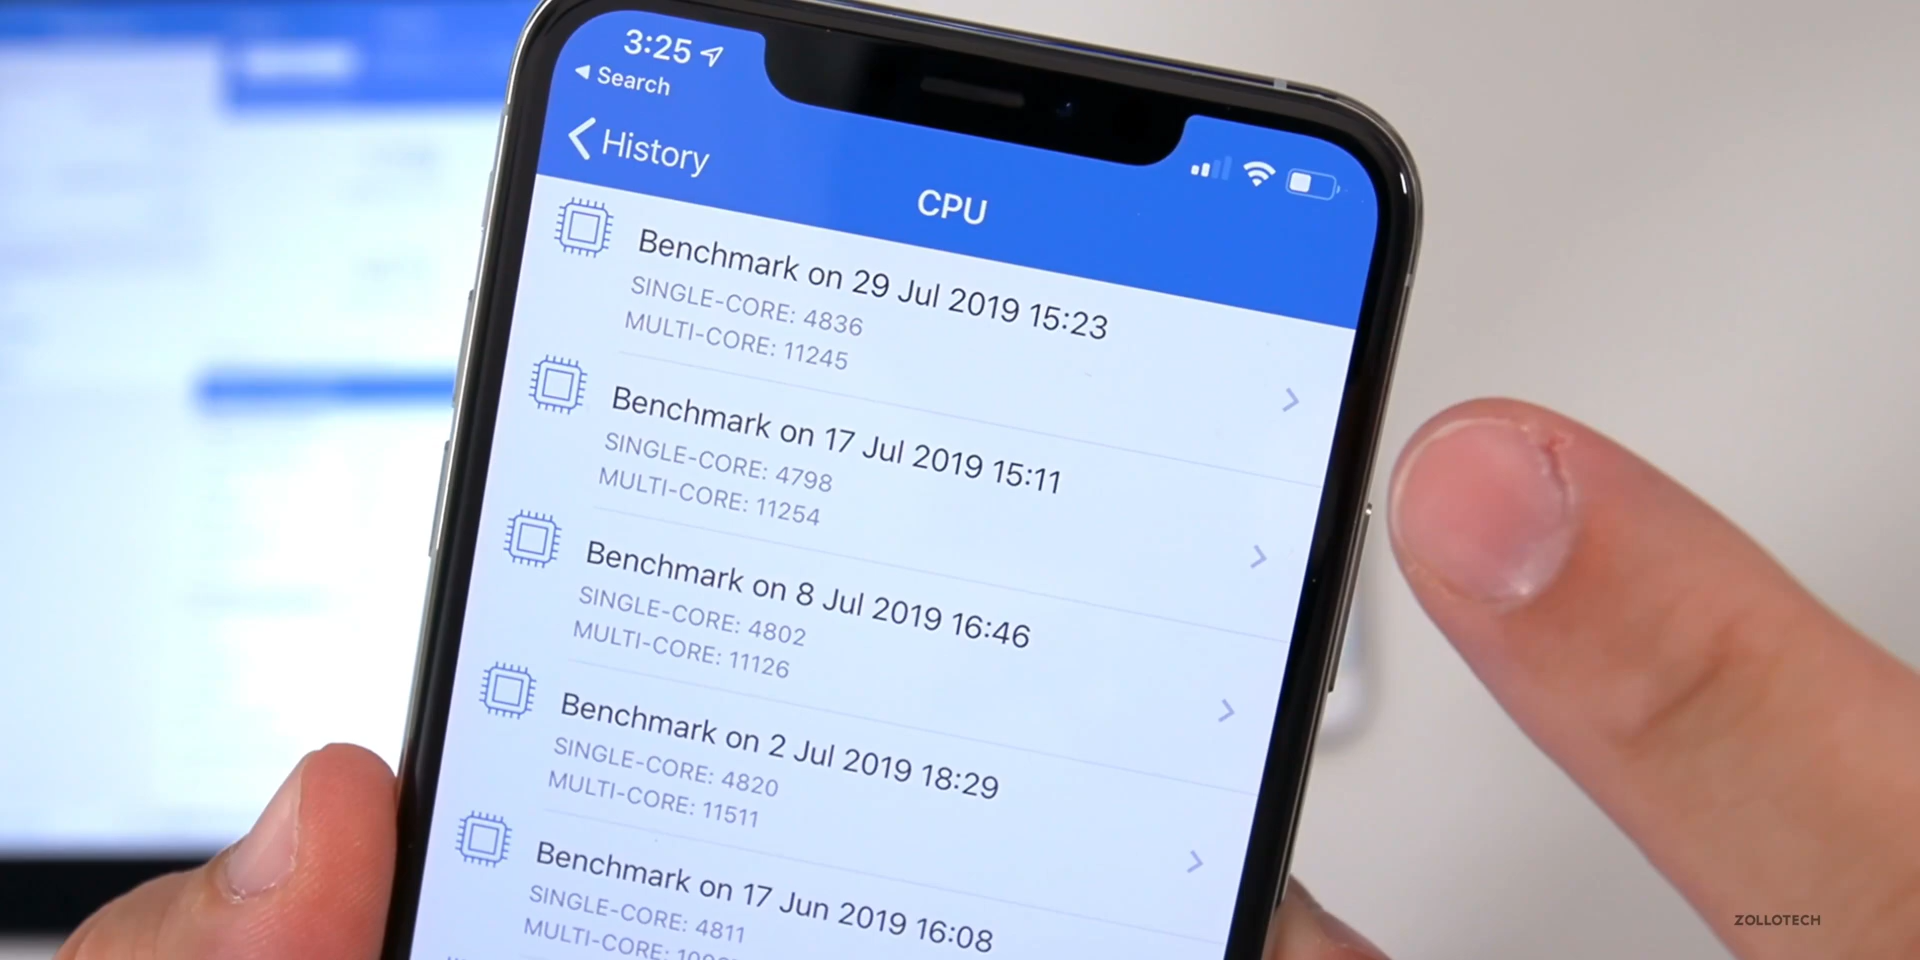 3:25
Search
History
CPU
Benchmark on 29 Jul 2019 15:23
SINGLE-CORE: 4836
MULTI-CORE: 11245
Benchmark on 17 Jul 2019 15:11
SINGLE-CORE: 4798
MULTI-CORE: 11254
Benchmark on 8 Jul 2019 16:46
SINGLE-CORE: 4802
MULTI-CORE: 11126
Benchmark on 2 Jul 2019 18:29
SINGLE-CORE: 4820
MULTI-CORE: 11511
Benchmark on 17 Jun 2019 16:08
SINGLE-CORE: 4811
MULTI-CORE:
ZOLLOTECH